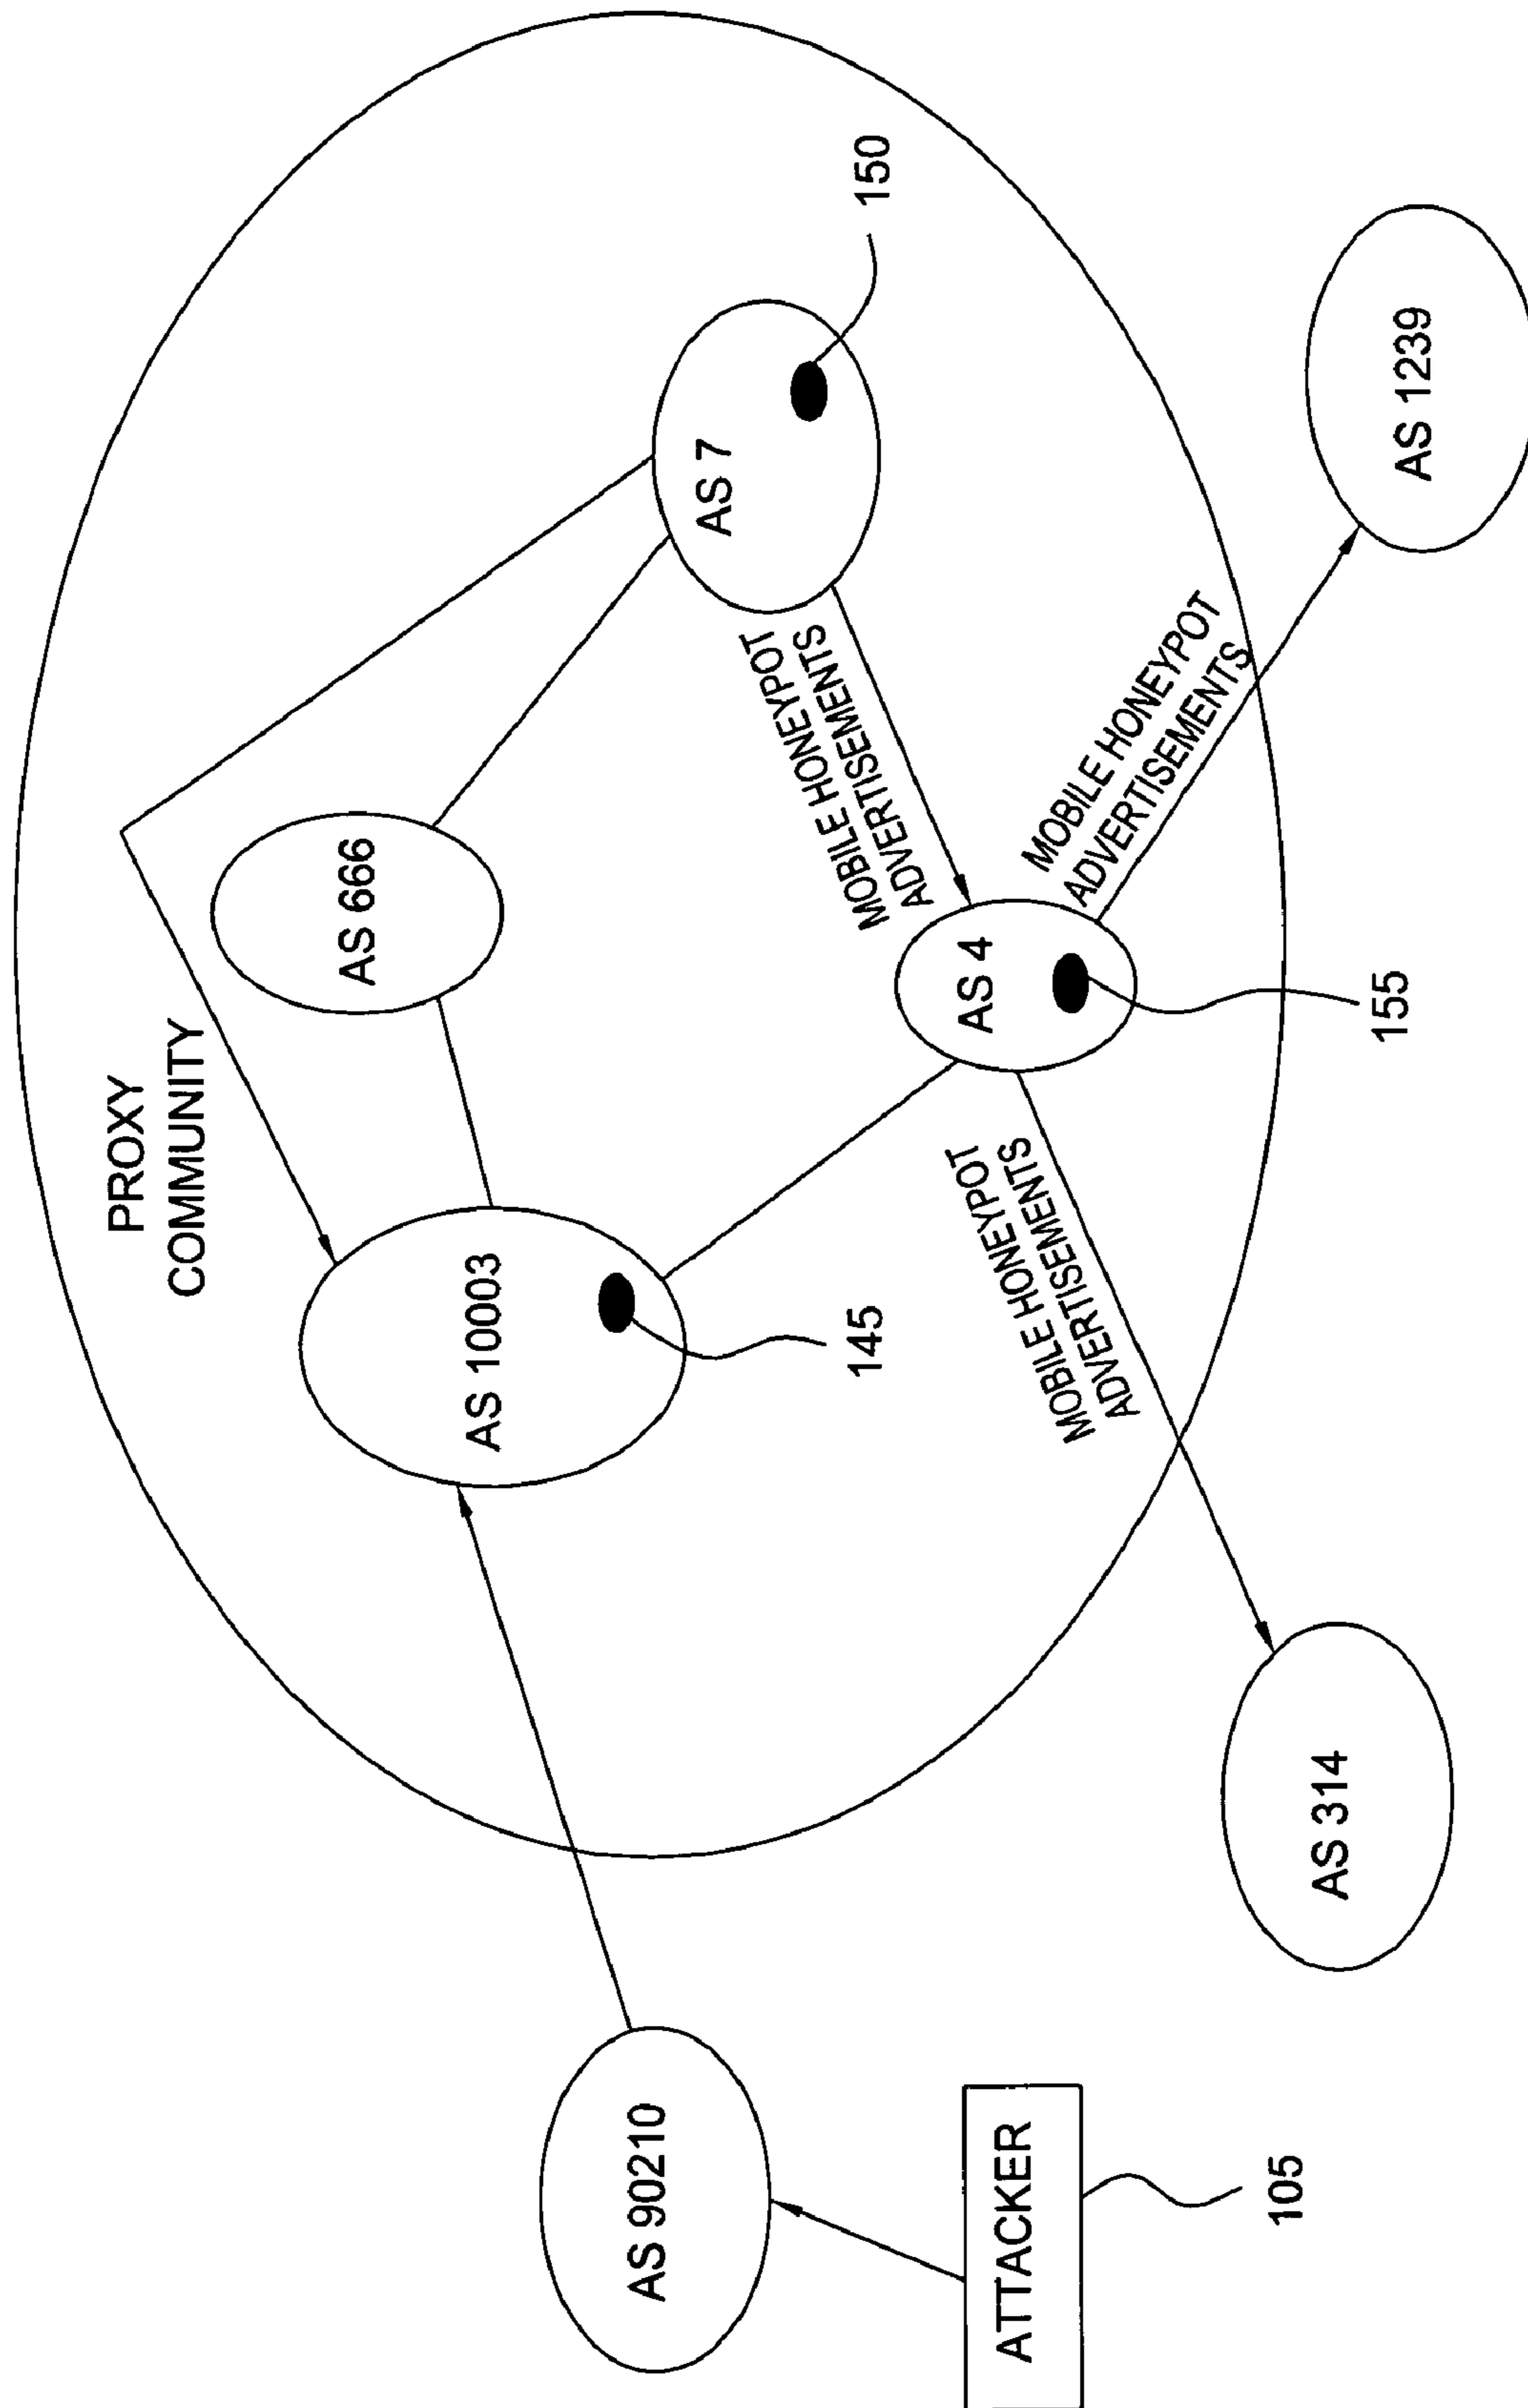 PROXY
COMMUNITY
AS 666
AS 10003
AS 7
150
145
MOBILE HONEYPOT
ADVERTISEMENTS
AS 90210
AS 4
MOBILE HONEYPOT
ADVERTISEMENTS
MOBILE HONEYPOT
ADVERTISEMENTS
ATTACKER
105
155
AS 314
AS 1239